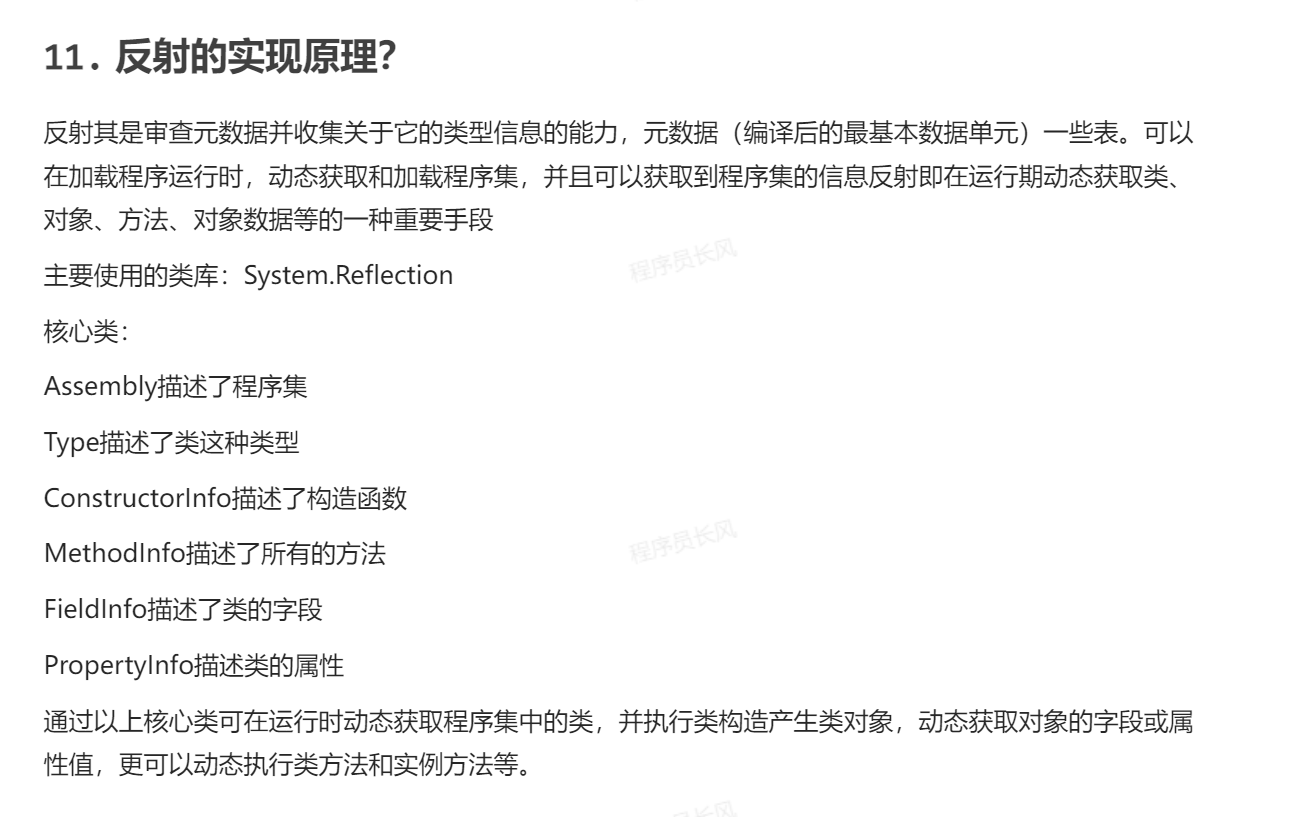 11. 反射的实现原理?
反射其是审查元数据并收集关于它的类型信息的能力，元数据（编译后的最基本数据单元）一些表。可以
在加载程序运行时，动态获取和加载程序集，并且可以获取到程序集的信息反射即在运行期动态获取类、
对象、方法、对象数据等的一种重要手段
程序员长风
主要使用的类库：System.Reflection
核心类：
Assembly描述了程序集
Type描述了类这种类型
ConstructorInfo描述了构造函数
程序员长风
MethodInfo描述了所有的方法
FieldInfo描述了类的字段
PropertyInfo描述类的属性
通过以上核心类可在运行时动态获取程序集中的类，并执行类构造产生类对象，动态获取对象的字段或属
性值，更可以动态执行类方法和实例方法等。